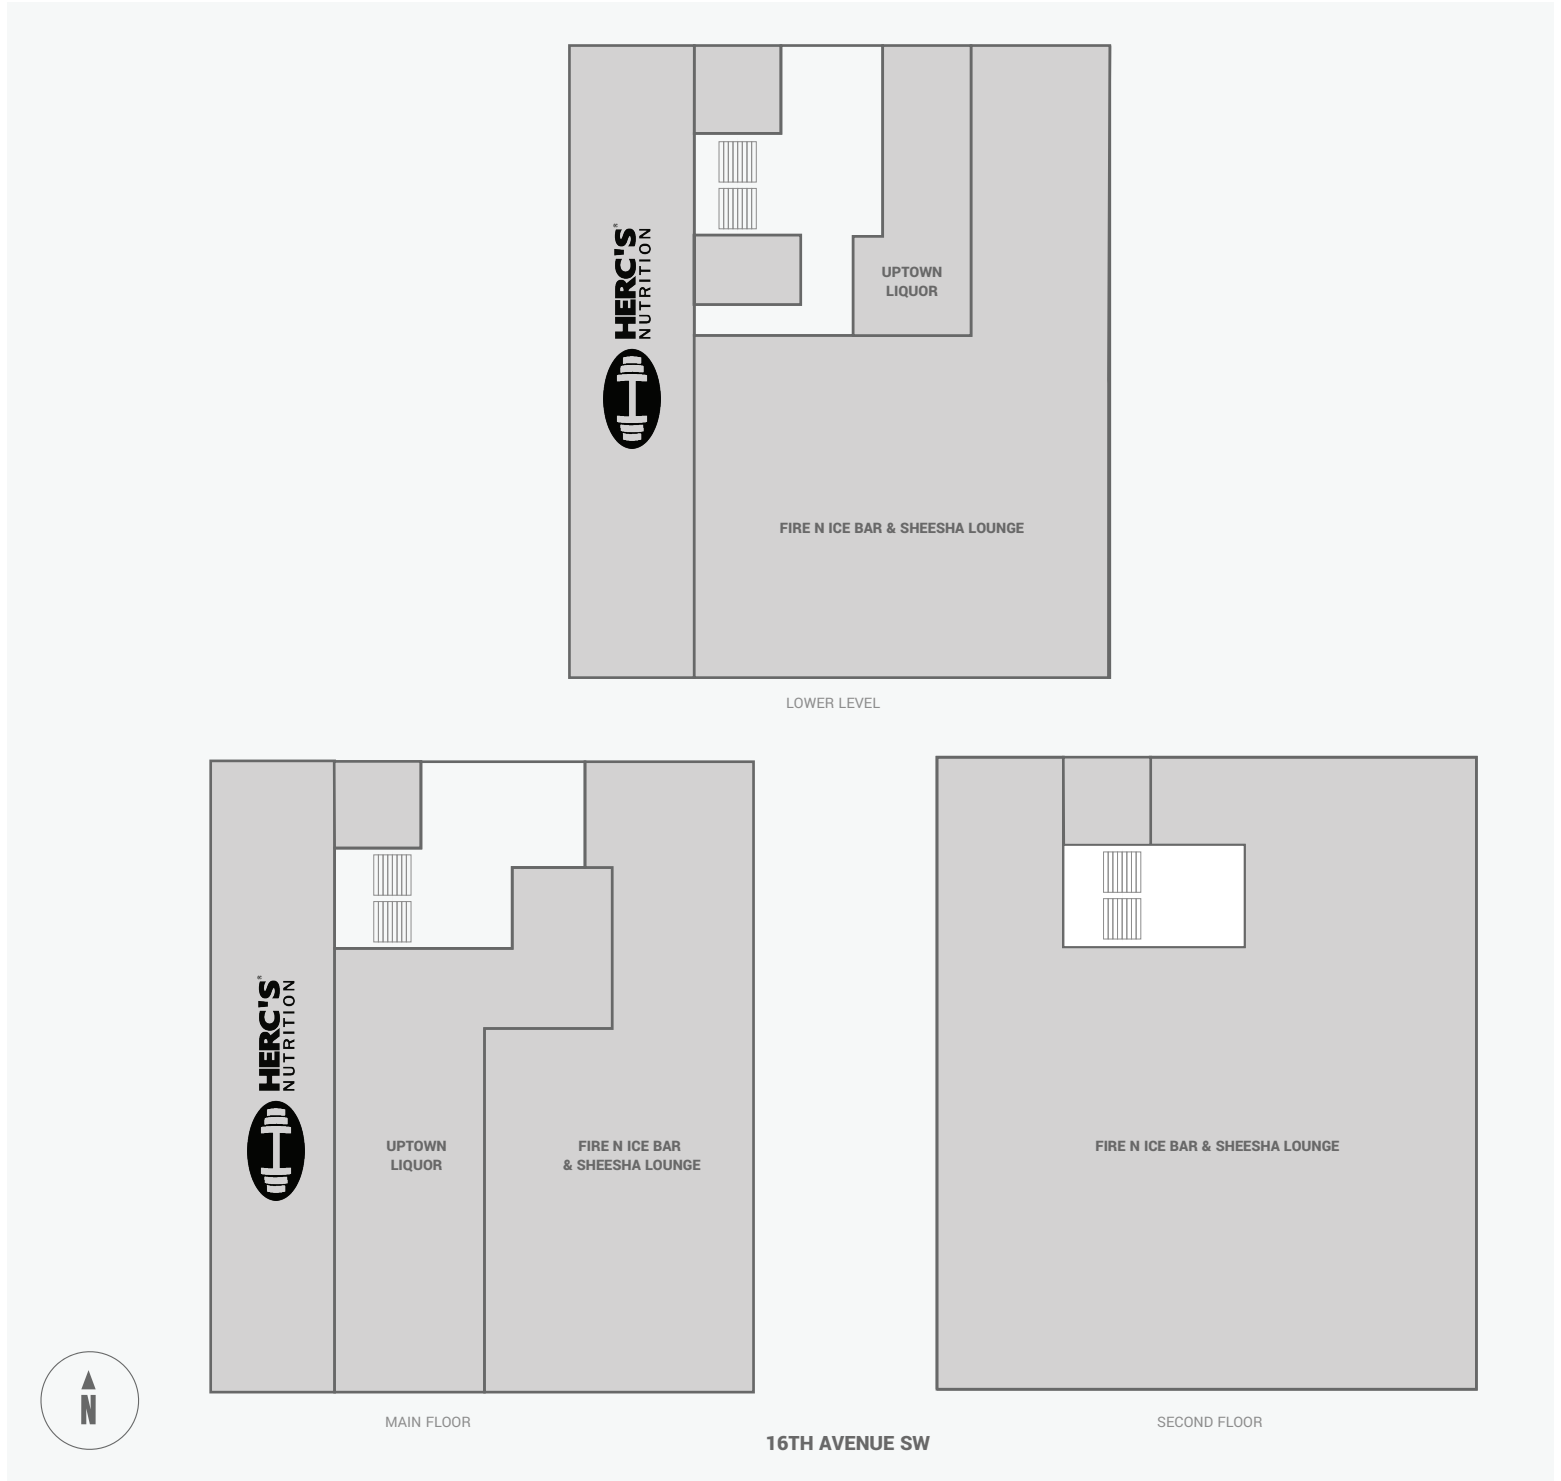 HERC'S®
NUTRITION
UPTOWN
LIQUOR
FIRE N ICE BAR & SHEESHA LOUNGE
LOWER LEVEL
HERC'S®
NUTRITION
UPTOWN
LIQUOR
FIRE N ICE BAR
& SHEESHA LOUNGE
FIRE N ICE BAR & SHEESHA LOUNGE
N
MAIN FLOOR
SECOND FLOOR
16TH AVENUE SW